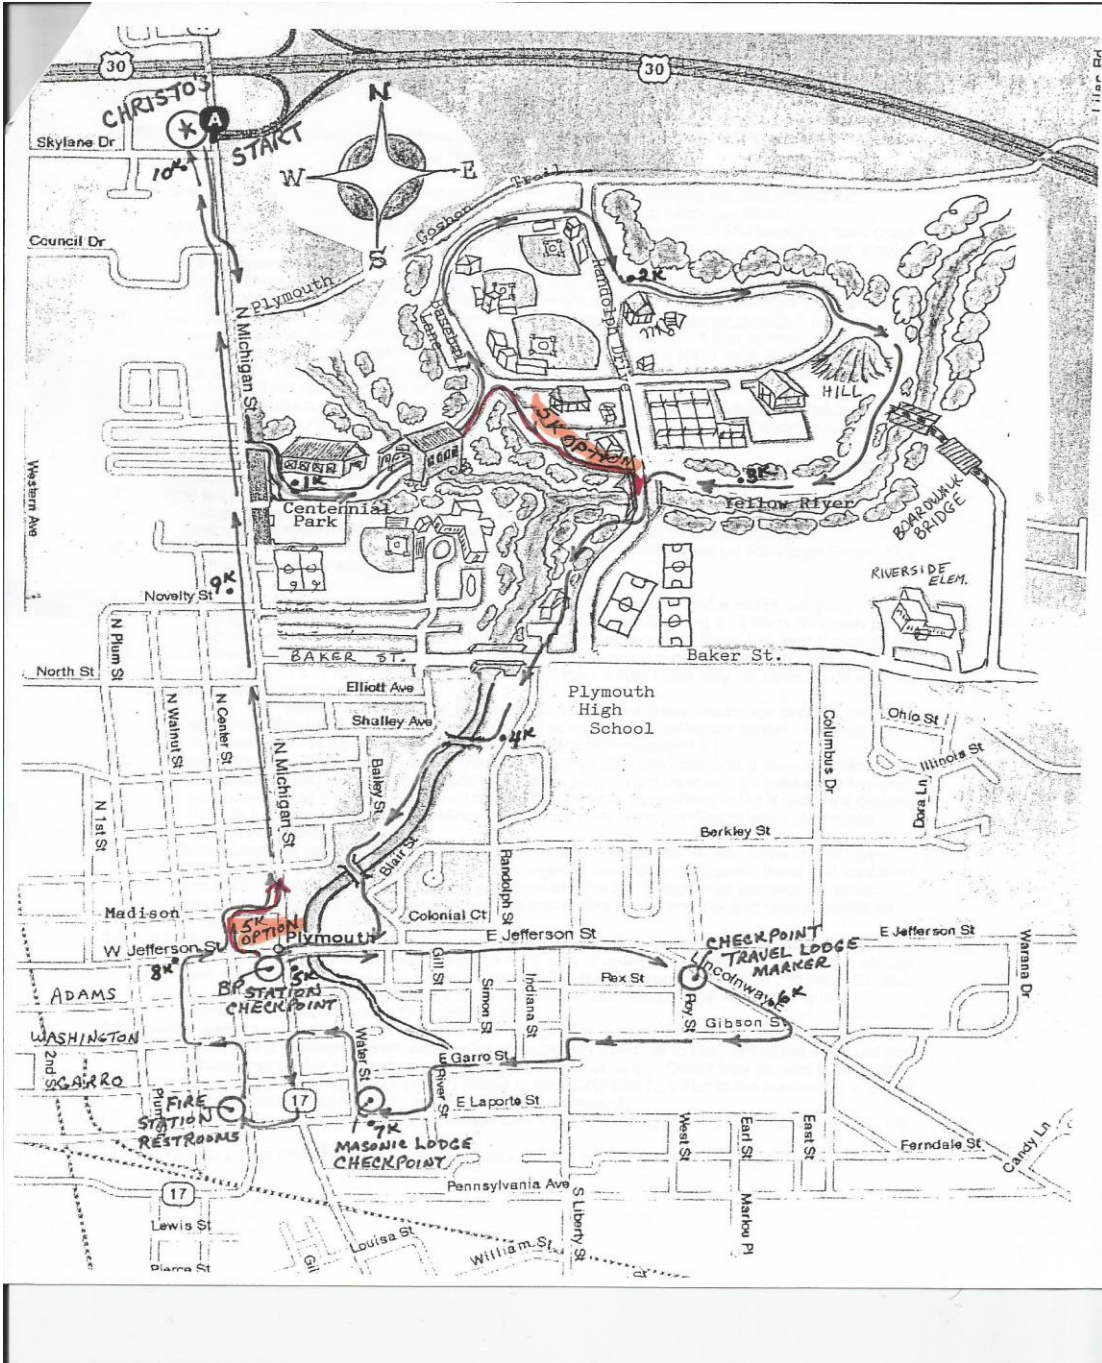 30
30
Lilac Rd
CHRISTO'S
A
START
Skylane Dr
10K
N
W
E
S
Goshen
Trail
Council Dr
Plymouth
N Michigan St
Baseball
Lane
Randolph Drive
2K
HILL
5K OPTION
Western Ave
1K
Centennial
Park
3K
Yellow River
BOARDWALK
BRIDGE
RIVERSIDE
ELEM.
9K
Novelty St
N Plum St
BAKER ST.
Baker St.
North St
Elliott Ave
Plymouth
High
School
N Walnut St
N Center St
Shalley Ave
4K
Columbus Dr
Ohio St
Illinois St
N Michigan St
Bailey St
Dora Ln
N 1st St
Berkley St
Blair St
Randolph St
Madison
Colonial Ct
5K
OPTION
Plymouth
E Jefferson St
E Jefferson St
W Jefferson St
CHECKPOINT
TRAVEL LODGE
MARKER
Warana Dr
8K
5K
BP STATION
CHECKPOINT
Gill St
Simon St
Indiana St
Rex St
Lincolnway E
6K
ADAMS
Roy St
Gibson St
WASHINGTON
Water St
E Garro St
2nd St
GARRO
River St
E Laporte St
FIRE
STATION
RESTROOMS
17
7K
MASONIC LODGE
CHECKPOINT
West St
Earl St
East St
Ferndale St
Candy Ln
Pennsylvania Ave
17
S Liberty St
Marlou Pl
Lewis St
Louisa St
William St
Pierce St
Gil